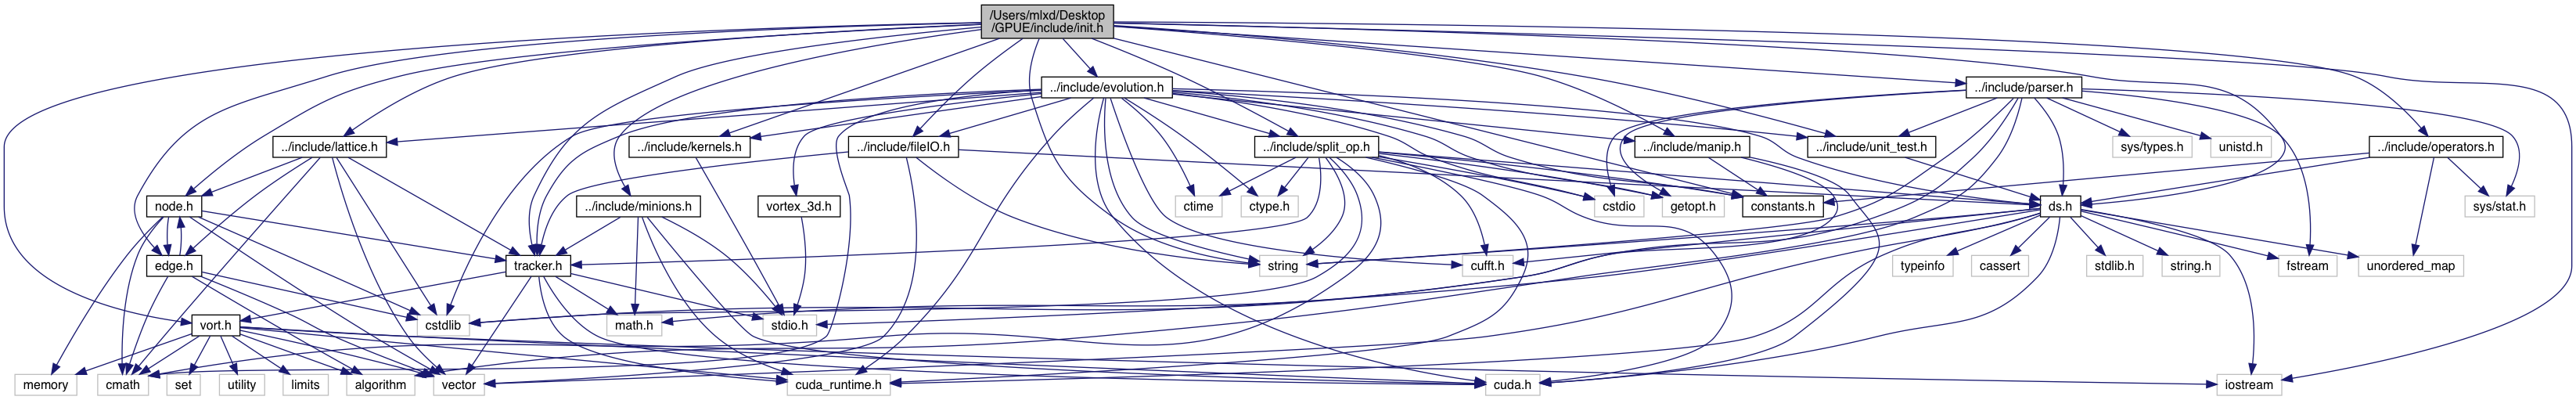 /Users/mlxd/Desktop
/GPUE/include/init.h
../include/evolution.h
../include/parser.h
../include/lattice.h
../include/kernels.h
../include/fileIO.h
../include/split_op.h
../include/manip.h
../include/unit_test.h
sys/types.h
unistd.h
../include/operators.h
node.h
../include/minions.h
vortex_3d.h
ctime
ctype.h
cstdio
getopt.h
constants.h
ds.h
sys/stat.h
edge.h
tracker.h
string
cufft.h
typeinfo
cassert
stdlib.h
string.h
fstream
unordered_map
vort.h
cstdlib
math.h
stdio.h
memory
cmath
set
utility
limits
algorithm
vector
cuda_runtime.h
cuda.h
iostream